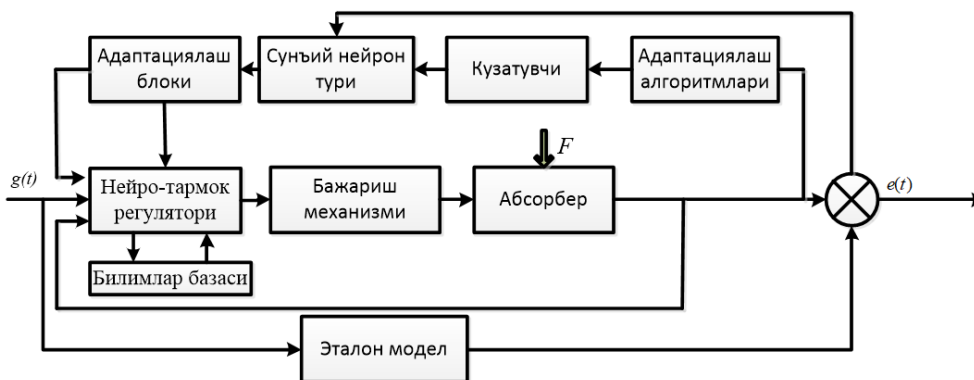 Адаптациялаш
блоки
Сунъий нейрон
тури
Кузатувчи
Адаптациялаш
алгоритмлари
F
g(t)
Нейро-тармок
регулятори
Бажариш
механизми
Абсорбер
e(t)
Билимлар базаси
Эталон модел